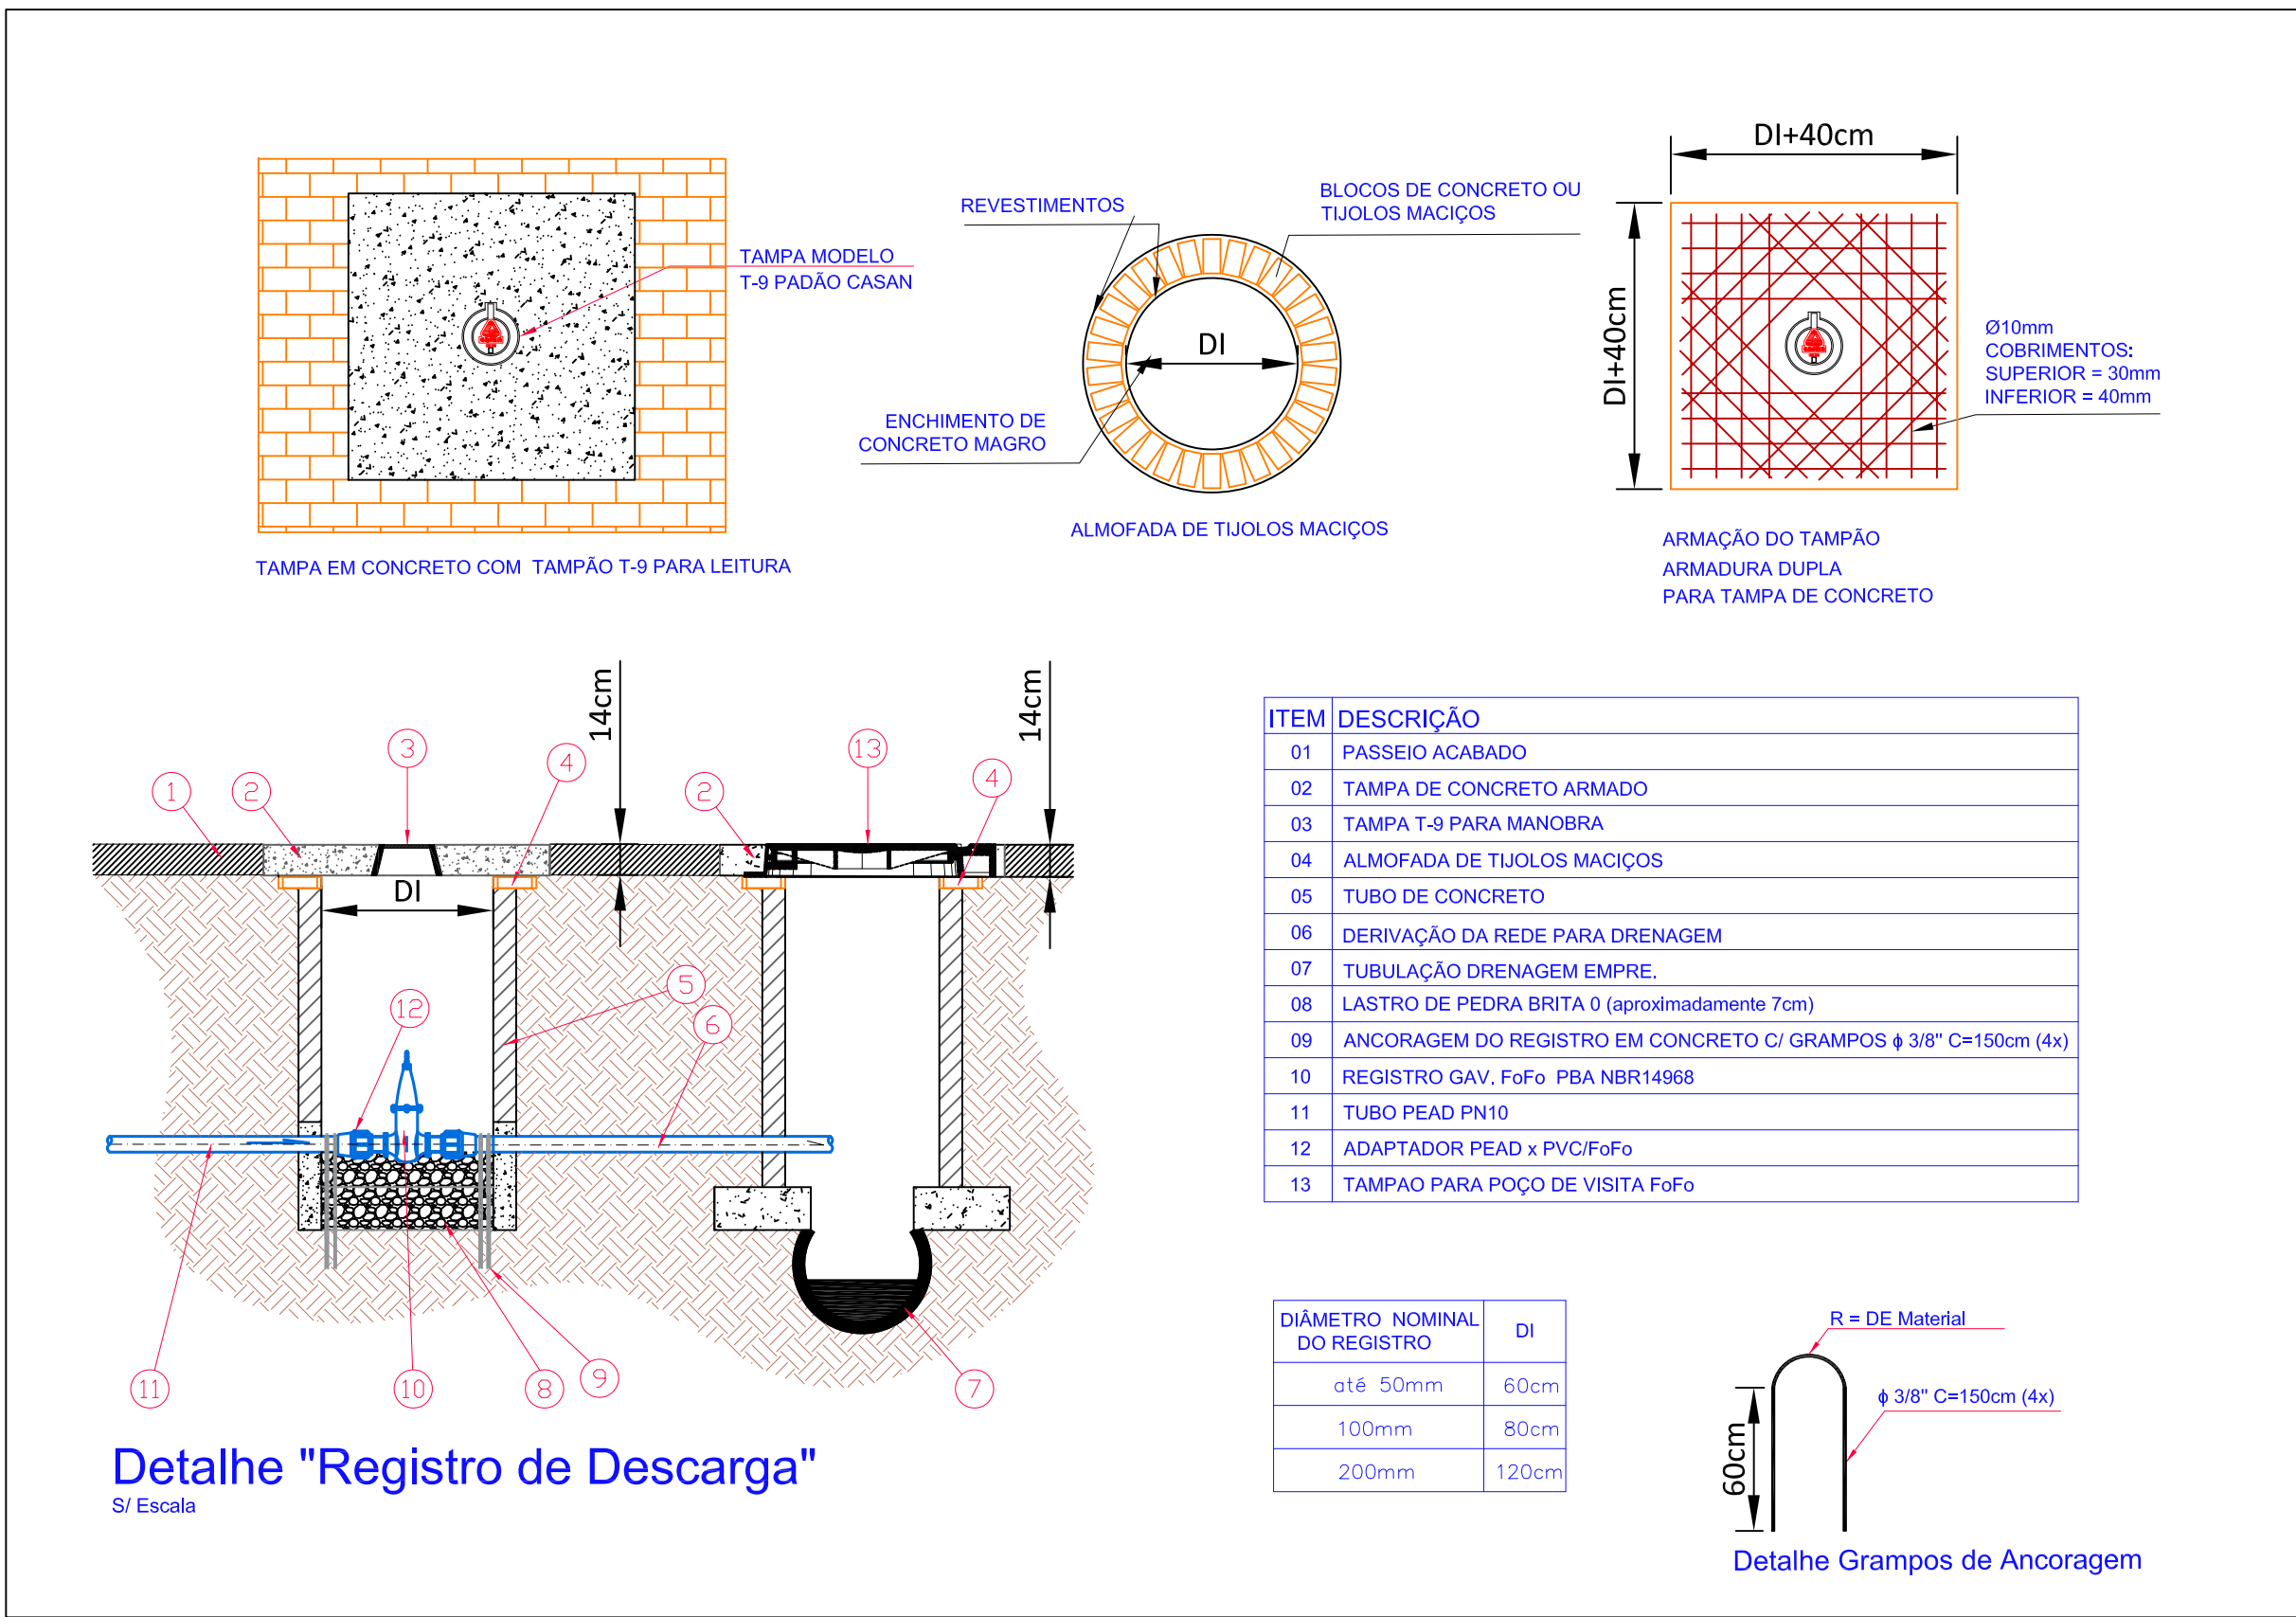 DI+40cm
BLOCOS DE CONCRETO OU
TIJOLOS MACIÇOS
REVESTIMENTOS
TAMPA MODELO
T-9 PADÃO CASAN
DI
DI+40cm
Ø10mm
COBRIMENTOS:
SUPERIOR = 30mm
INFERIOR = 40mm
ENCHIMENTO DE
CONCRETO MAGRO
ALMOFADA DE TIJOLOS MACIÇOS
TAMPA EM CONCRETO COM TAMPÃO T-9 PARA LEITURA
ARMAÇÃO DO TAMPÃO
ARMADURA DUPLA
PARA TAMPA DE CONCRETO
14cm
14cm
3
13
4
4
1
2
2
DI
5
12
6
11
10
8
9
7
ITEM DESCRIÇÃO
01 PASSEIO ACABADO
02 TAMPA DE CONCRETO ARMADO
03 TAMPA T-9 PARA MANOBRA
04 ALMOFADA DE TIJOLOS MACIÇOS
05 TUBO DE CONCRETO
06 DERIVAÇÃO DA REDE PARA DRENAGEM
07 TUBULAÇÃO DRENAGEM EMPRE.
08 LASTRO DE PEDRA BRITA 0 (aproximadamente 7cm)
09 ANCORAGEM DO REGISTRO EM CONCRETO C/ GRAMPOS ϕ 3/8" C=150cm (4x)
10 REGISTRO GAV. FoFo PBA NBR14968
11 TUBO PEAD PN10
12 ADAPTADOR PEAD x PVC/FoFo
13 TAMPAO PARA POÇO DE VISITA FoFo
DIÂMETRO NOMINAL
DO REGISTRO DI
até 50mm 60cm
100mm 80cm
200mm 120cm
R = DE Material
ϕ 3/8" C=150cm (4x)
60cm
Detalhe Grampos de Ancoragem
Detalhe "Registro de Descarga"
S/ Escala